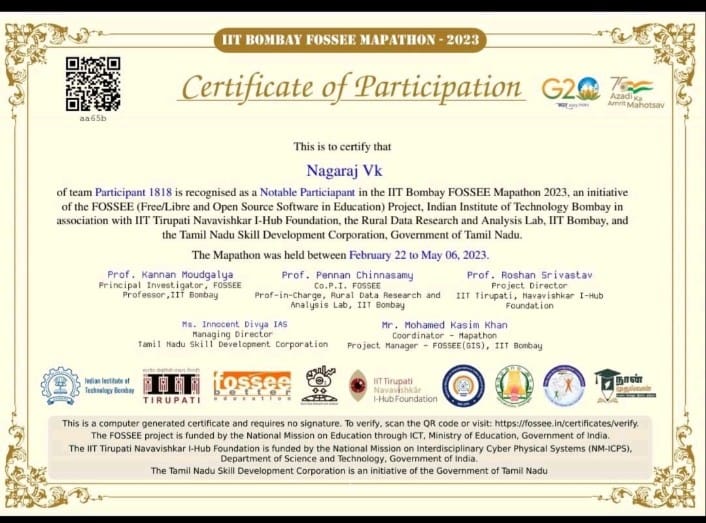 IIT BOMBAY FOSSEE MAPATHON - 2023
aa65b
Certificate of Participation
G20
75
Azadi Ka
Amrit Mahotsav
This is to certify that
Nagaraj Vk
of team Participant 1818 is recognised as a Notable Particiapant in the IIT Bombay FOSSEE Mapathon 2023, an initiative
of the FOSSEE (Free/Libre and Open Source Software in Education) Project, Indian Institute of Technology Bombay in
association with IIT Tirupati Navavishkar I-Hub Foundation, the Rural Data Research and Analysis Lab, IIT Bombay, and
the Tamil Nadu Skill Development Corporation, Government of Tamil Nadu.
The Mapathon was held between February 22 to May 06, 2023.
Prof. Kannan Moudgalya
Principal Investigator, FOSSEE
Professor,IIT Bombay
Prof. Pennan Chinnasamy
Co.P.I. FOSSEE
Prof-in-Charge, Rural Data Research and
Analysis Lab, IIT Bombay
Prof. Roshan Srivastav
Project Director
IIT Tirupati, Navavishkar I-Hub
Foundation
Ms. Innocent Divya IAS
Managing Director
Tamil Nadu Skill Development Corporation
Mr. Mohamed Kasim Khan
Coordinator - Mapathon
Project Manager - FOSSEE(GIS), IIT Bombay
Indian Institute of
Technology Bombay
TIRUPATI
fossee
better
education
IIT Tirupati
Navavishkār
I-Hub Foundation
நான்
முதல்வன்
This is a computer generated certificate and requires no signature. To verify, scan the QR code or visit: https://fossee.in/certificates/verify.
The FOSSEE project is funded by the National Mission on Education through ICT, Ministry of Education, Government of India.
The IIT Tirupati Navavishkar I-Hub Foundation is funded by the National Mission on Interdisciplinary Cyber Physical Systems (NM-ICPS),
Department of Science and Technology, Government of India.
The Tamil Nadu Skill Development Corporation is an initiative of the Government of Tamil Nadu